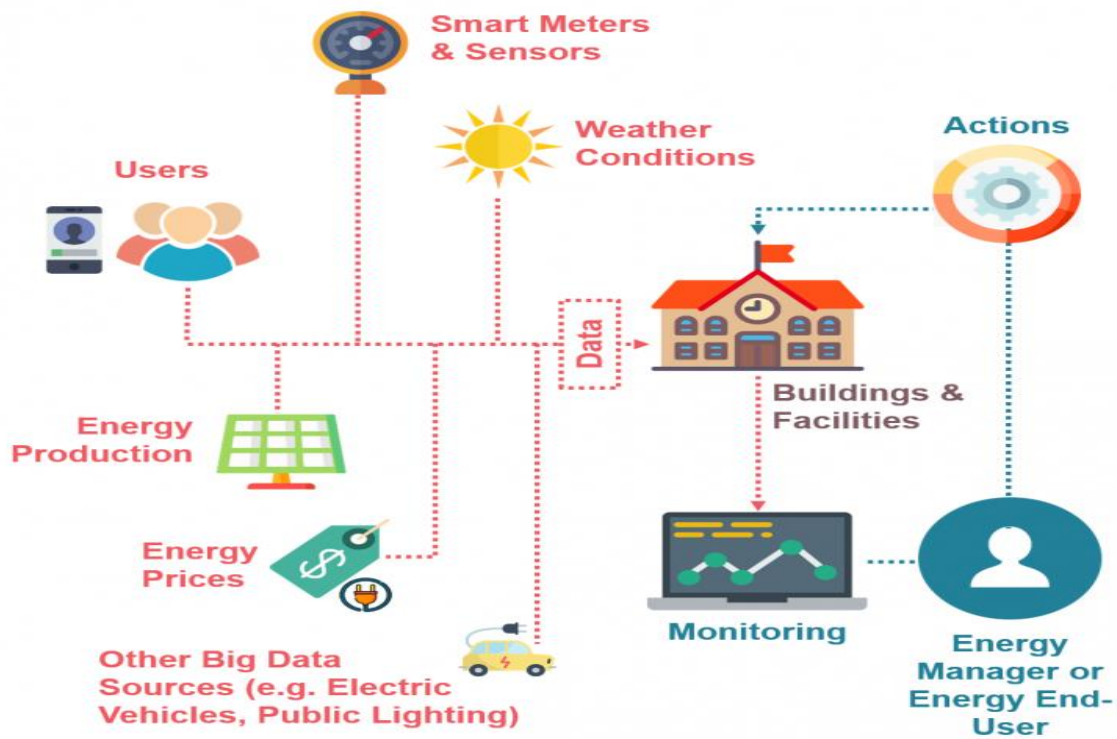 Smart Meters
& Sensors
Weather
Conditions
Actions
Users
Data
Buildings &
Facilities
Energy
Production
Energy
Prices
$
Monitoring
Other Big Data
Sources (e.g. Electric
Vehicles, Public Lighting)
Energy
Manager or
Energy End-
User